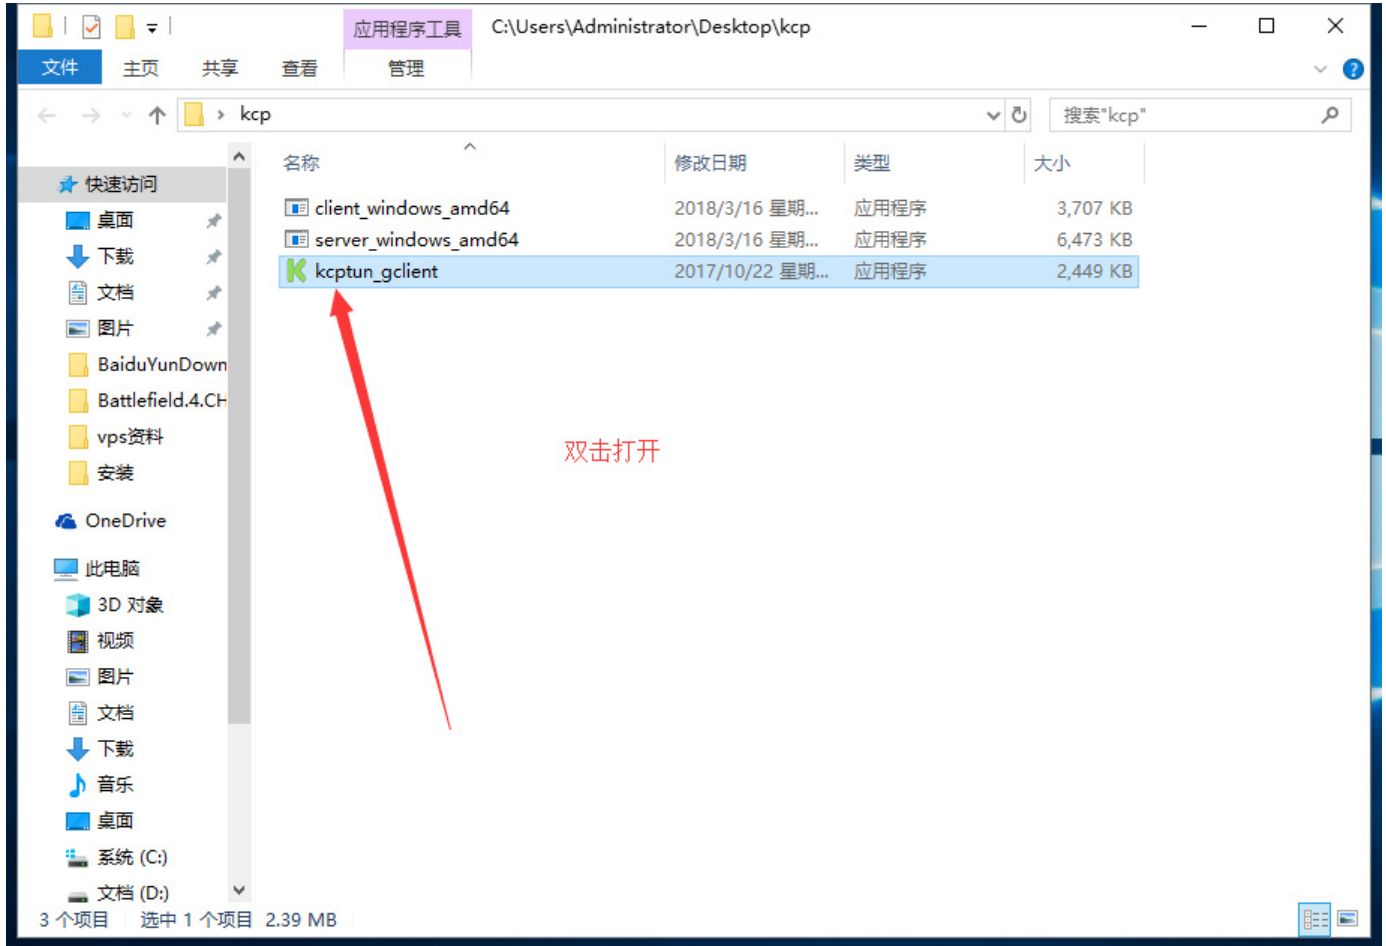 应用程序工具 C:\Users\Administrator\Desktop\kcp
文件 主页 共享 查看 管理
kcp 搜索"kcp"
名称 修改日期 类型 大小
client_windows_amd64 2018/3/16 星期... 应用程序 3,707 KB
server_windows_amd64 2018/3/16 星期... 应用程序 6,473 KB
kcptun_gclient 2017/10/22 星期... 应用程序 2,449 KB
双击打开
快速访问
桌面
下载
文档
图片
BaiduYunDown
Battlefield.4.CH
vps资料
安装
OneDrive
此电脑
3D 对象
视频
图片
文档
下载
音乐
桌面
系统 (C:)
文档 (D:)
3 个项目 选中 1 个项目 2.39 MB